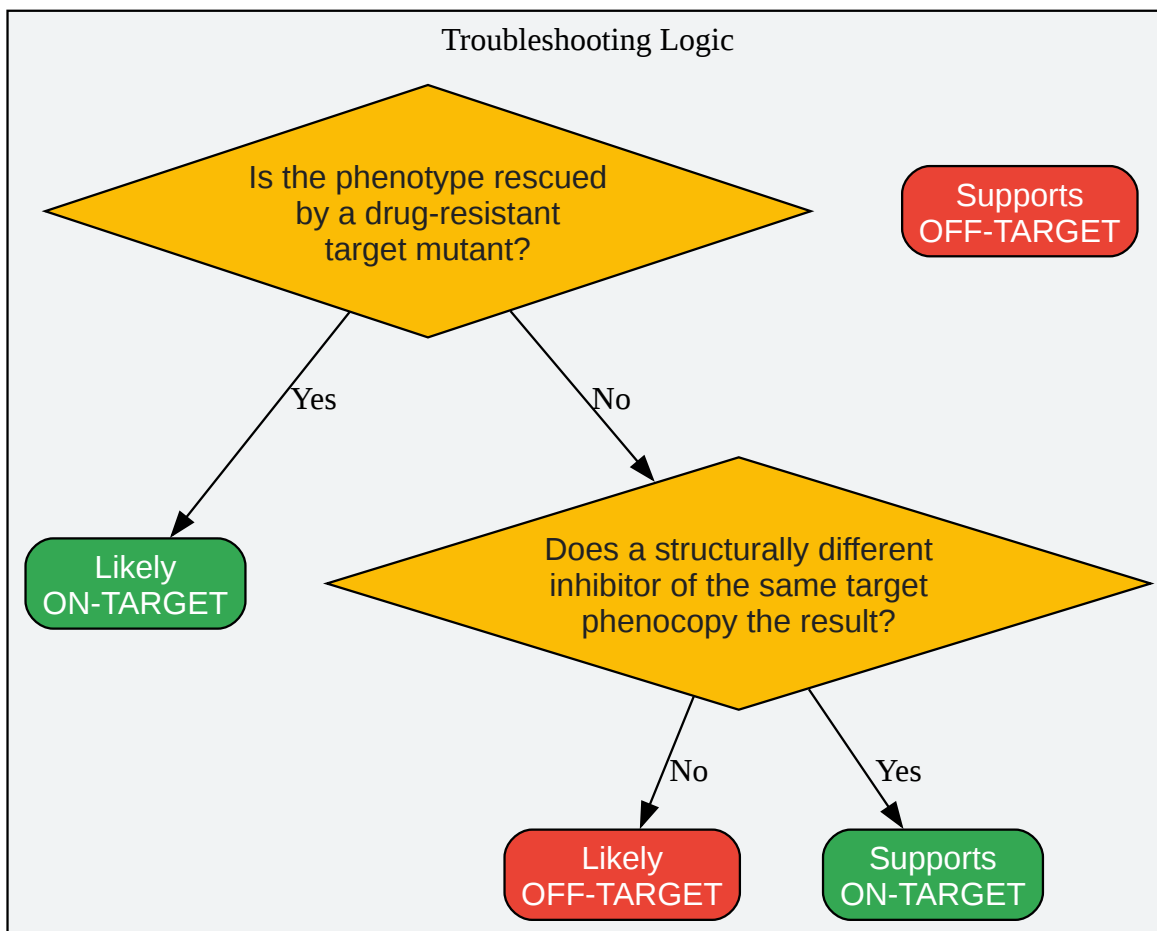 Troubleshooting Logic
Is the phenotype rescued
by a drug-resistant
target mutant?
Supports
OFF-TARGET
Yes
No
Likely
ON-TARGET
Does a structurally different
inhibitor of the same target
phenocopy the result?
No
Yes
Likely
OFF-TARGET
Supports
ON-TARGET